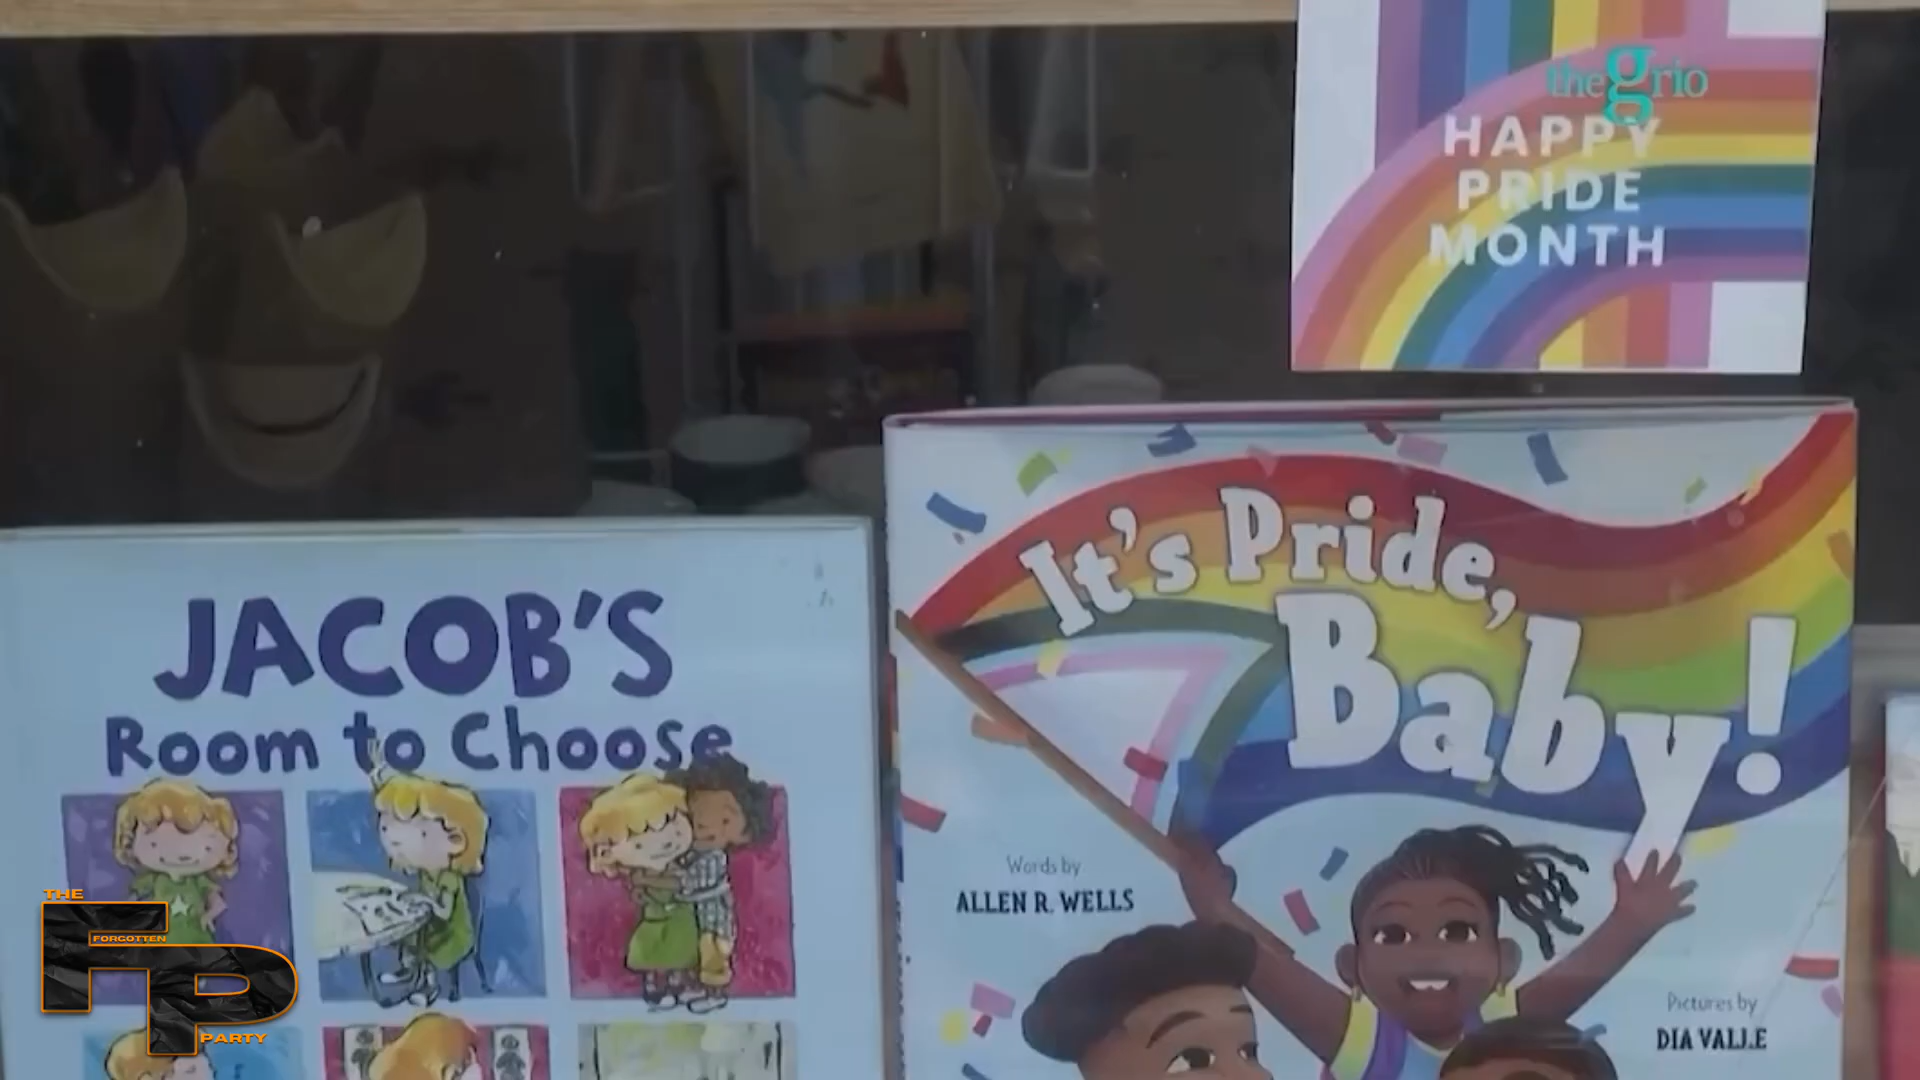 thegrio
HAPPY
PRIDE
MONTH
It's Pride,
Baby!
Words by
ALLEN R. WELLS
Pictures by
DIA VALLE
JACOB'S
Room to Choose
THE
FORGOTTEN
FP
PARTY